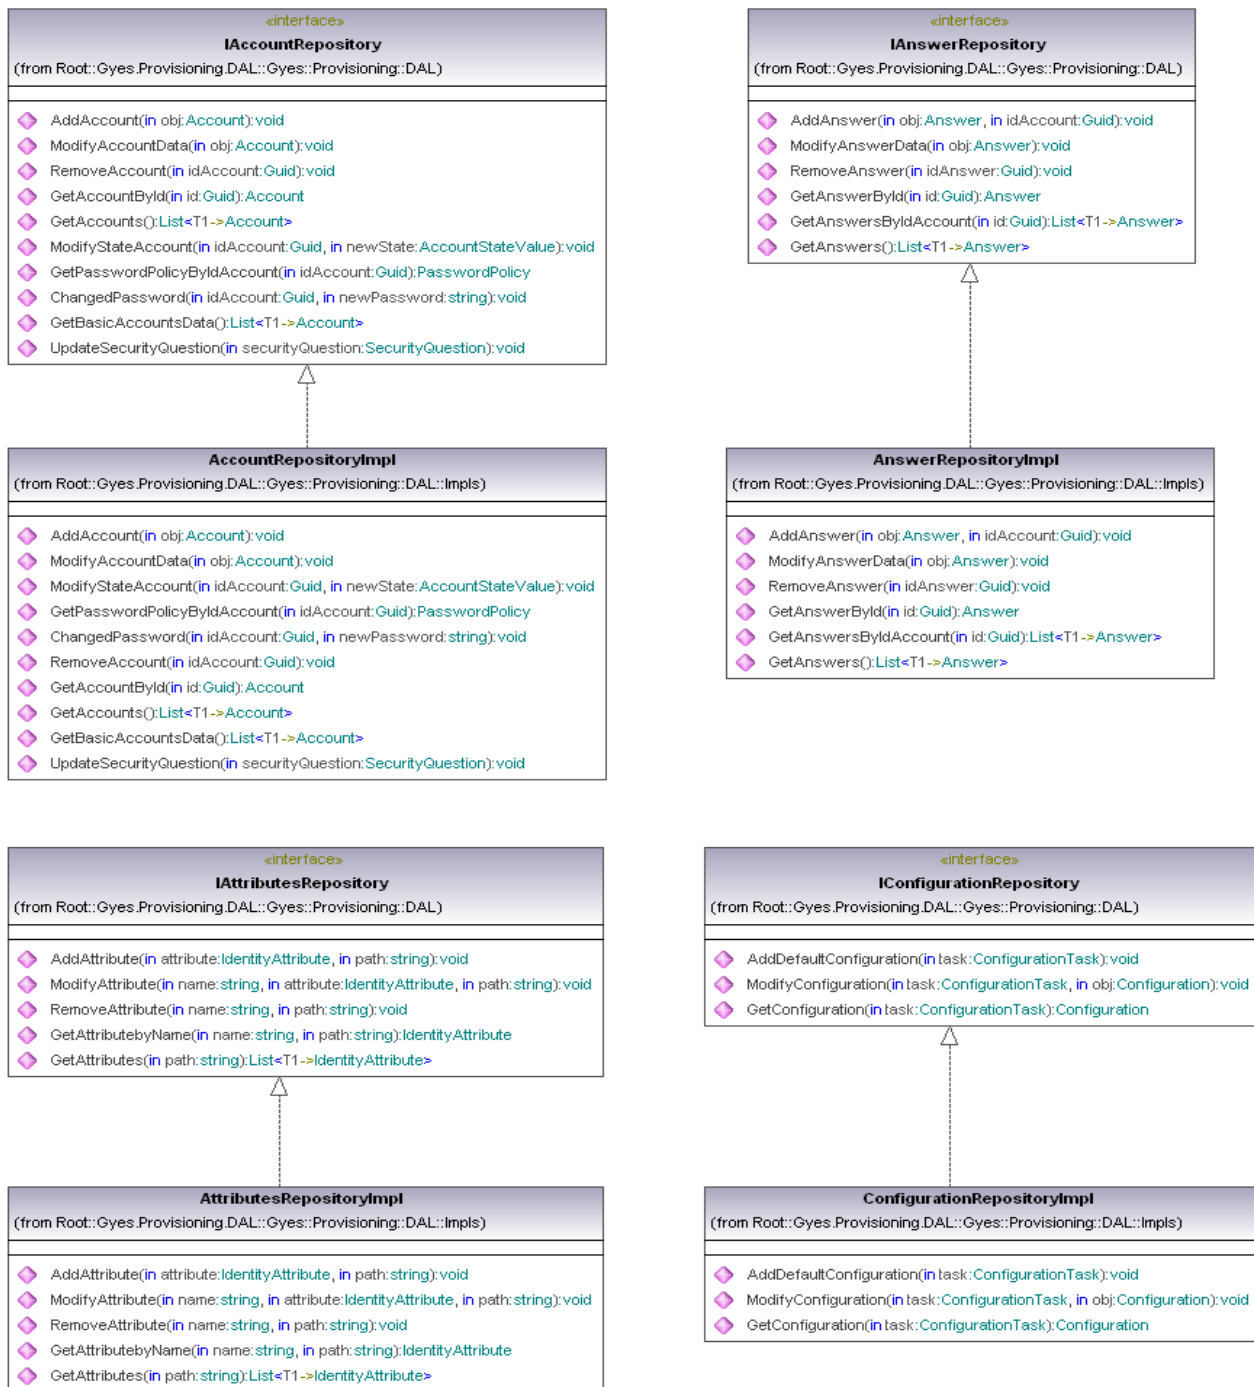 «interface»
IAccountRepository
(from Root::Gyes.Provisioning.DAL::Gyes::Provisioning::DAL)
AddAccount(in obj:Account):void
ModifyAccountData(in obj:Account):void
RemoveAccount(in idAccount:Guid):void
GetAccountById(in id:Guid):Account
GetAccounts():List<T1->Account>
ModifyStateAccount(in idAccount:Guid, in newState:AccountStateValue):void
GetPasswordPolicyByIdAccount(in idAccount:Guid):PasswordPolicy
ChangedPassword(in idAccount:Guid, in newPassword:string):void
GetBasicAccountsData():List<T1->Account>
UpdateSecurityQuestion(in securityQuestion:SecurityQuestion):void
«interface»
IAnswerRepository
(from Root::Gyes.Provisioning.DAL::Gyes::Provisioning::DAL)
AddAnswer(in obj:Answer, in idAccount:Guid):void
ModifyAnswerData(in obj:Answer):void
RemoveAnswer(in idAnswer:Guid):void
GetAnswerById(in id:Guid):Answer
GetAnswersByIdAccount(in id:Guid):List<T1->Answer>
GetAnswers():List<T1->Answer>
AccountRepositoryImpl
(from Root::Gyes.Provisioning.DAL::Gyes::Provisioning::DAL::Impls)
AddAccount(in obj:Account):void
ModifyAccountData(in obj:Account):void
ModifyStateAccount(in idAccount:Guid, in newState:AccountStateValue):void
GetPasswordPolicyByIdAccount(in idAccount:Guid):PasswordPolicy
ChangedPassword(in idAccount:Guid, in newPassword:string):void
RemoveAccount(in idAccount:Guid):void
GetAccountById(in id:Guid):Account
GetAccounts():List<T1->Account>
GetBasicAccountsData():List<T1->Account>
UpdateSecurityQuestion(in securityQuestion:SecurityQuestion):void
AnswerRepositoryImpl
(from Root::Gyes.Provisioning.DAL::Gyes::Provisioning::DAL::Impls)
AddAnswer(in obj:Answer, in idAccount:Guid):void
ModifyAnswerData(in obj:Answer):void
RemoveAnswer(in idAnswer:Guid):void
GetAnswerById(in id:Guid):Answer
GetAnswersByIdAccount(in id:Guid):List<T1->Answer>
GetAnswers():List<T1->Answer>
«interface»
IAttributesRepository
(from Root::Gyes.Provisioning.DAL::Gyes::Provisioning::DAL)
AddAttribute(in attribute:IdentityAttribute, in path:string):void
ModifyAttribute(in name:string, in attribute:IdentityAttribute, in path:string):void
RemoveAttribute(in name:string, in path:string):void
GetAttributebyName(in name:string, in path:string):IdentityAttribute
GetAttributes(in path:string):List<T1->IdentityAttribute>
«interface»
IConfigurationRepository
(from Root::Gyes.Provisioning.DAL::Gyes::Provisioning::DAL)
AddDefaultConfiguration(in task:ConfigurationTask):void
ModifyConfiguration(in task:ConfigurationTask, in obj:Configuration):void
GetConfiguration(in task:ConfigurationTask):Configuration
AttributesRepositoryImpl
(from Root::Gyes.Provisioning.DAL::Gyes::Provisioning::DAL::Impls)
AddAttribute(in attribute:IdentityAttribute, in path:string):void
ModifyAttribute(in name:string, in attribute:IdentityAttribute, in path:string):void
RemoveAttribute(in name:string, in path:string):void
GetAttributebyName(in name:string, in path:string):IdentityAttribute
GetAttributes(in path:string):List<T1->IdentityAttribute>
ConfigurationRepositoryImpl
(from Root::Gyes.Provisioning.DAL::Gyes::Provisioning::DAL::Impls)
AddDefaultConfiguration(in task:ConfigurationTask):void
ModifyConfiguration(in task:ConfigurationTask, in obj:Configuration):void
GetConfiguration(in task:ConfigurationTask):Configuration